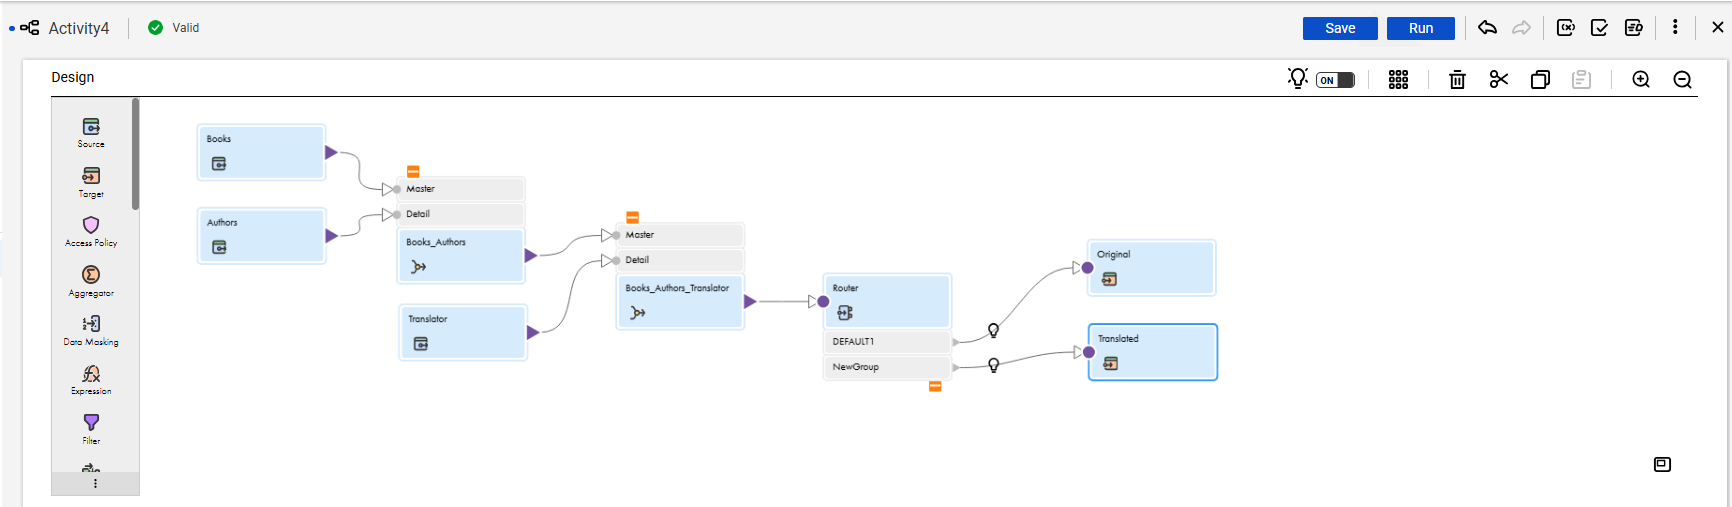 Activity4
Valid
Save
Run
Design
ON
Source
Target
Access Policy
Aggregator
Data Masking
Expression
Filter
Books
Authors
Master
Detail
Books_Authors
Translator
Master
Detail
Books_Authors_Translator
Router
DEFAULT1
NewGroup
Original
Translated